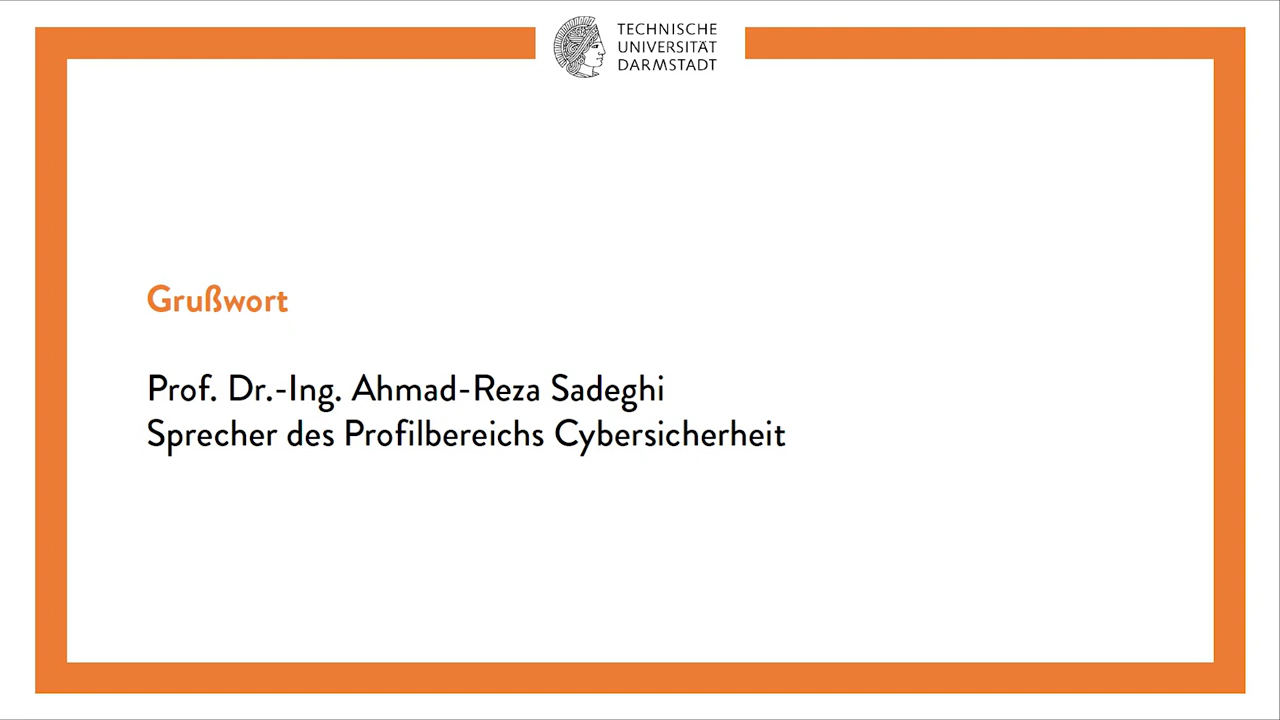 TECHNISCHE
UNIVERSITÄT
DARMSTADT
Grußwort
Prof. Dr.-Ing. Ahmad-Reza Sadeghi
Sprecher des Profilbereichs Cybersicherheit